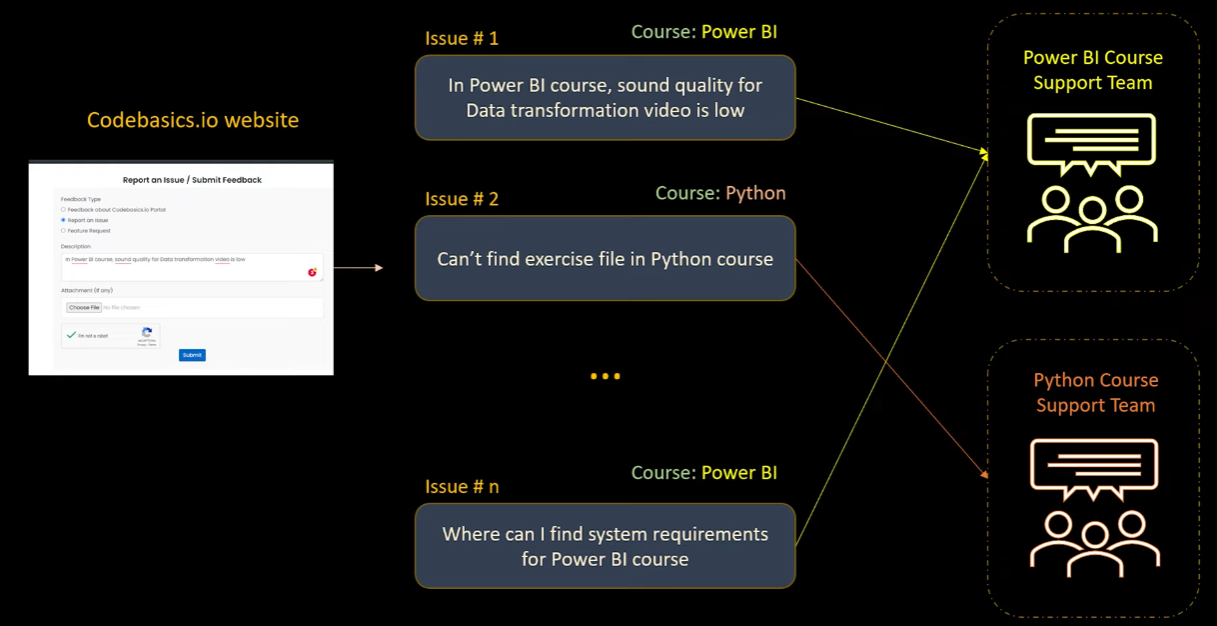 Codebasics.io website
Report an Issue / Submit Feedback
Feedback Type
Feedback about Codebasics.io Portal
Report an Issue
Feature Request
Description
In Power BI course, sound quality for Data transformation video is low
Attachment (If any)
Choose File No file chosen
I'm not a robot
reCAPTCHA
Privacy - Terms
Submit
Issue # 1
Course: Power BI
In Power BI course, sound quality for
Data transformation video is low
Issue # 2
Course: Python
Can't find exercise file in Python course
...
Issue # n
Course: Power BI
Where can I find system requirements
for Power BI course
Power BI Course
Support Team
Python Course
Support Team